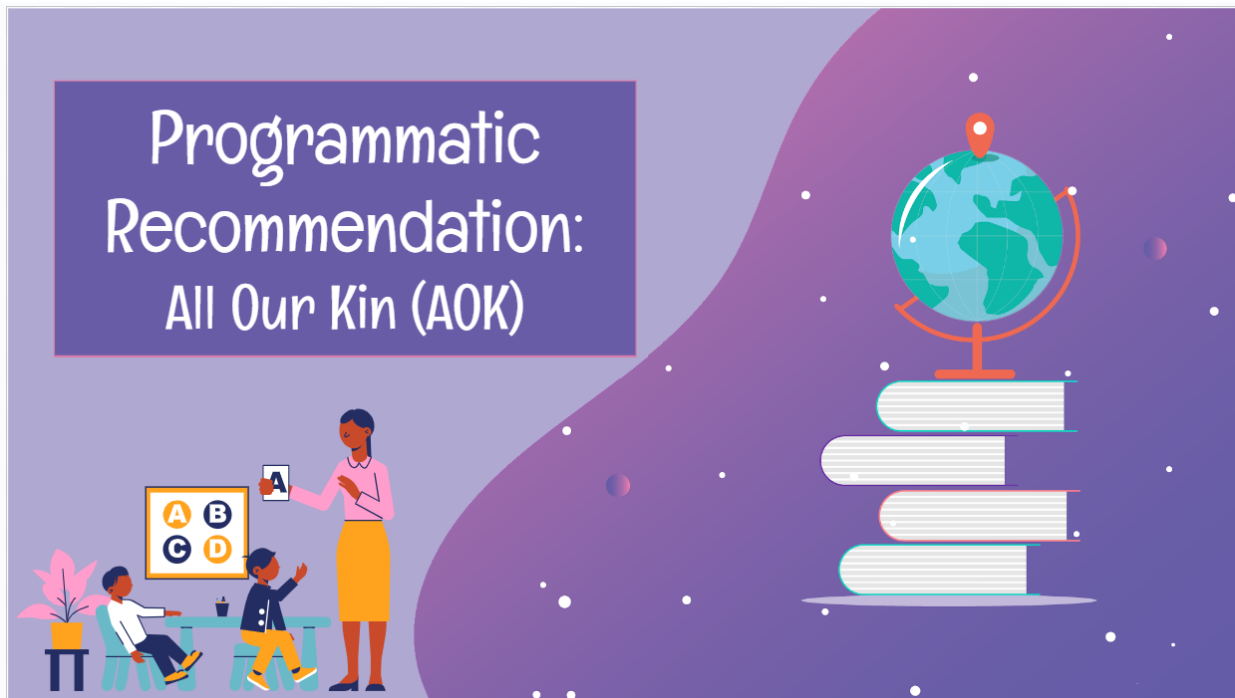 Programmatic
Recommendation:
All Our Kin (AOK)
A
A B
C D